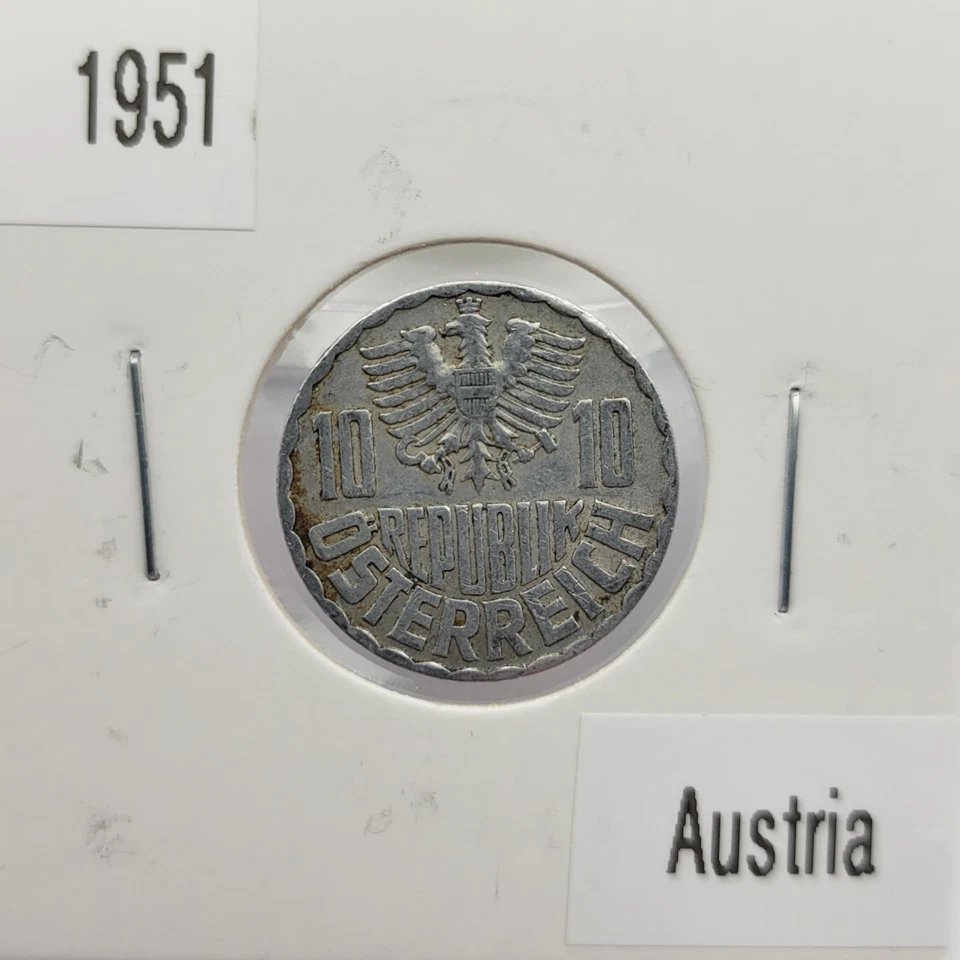 1951
10 10
REPUBLIK
ÖSTERREICH
Austria